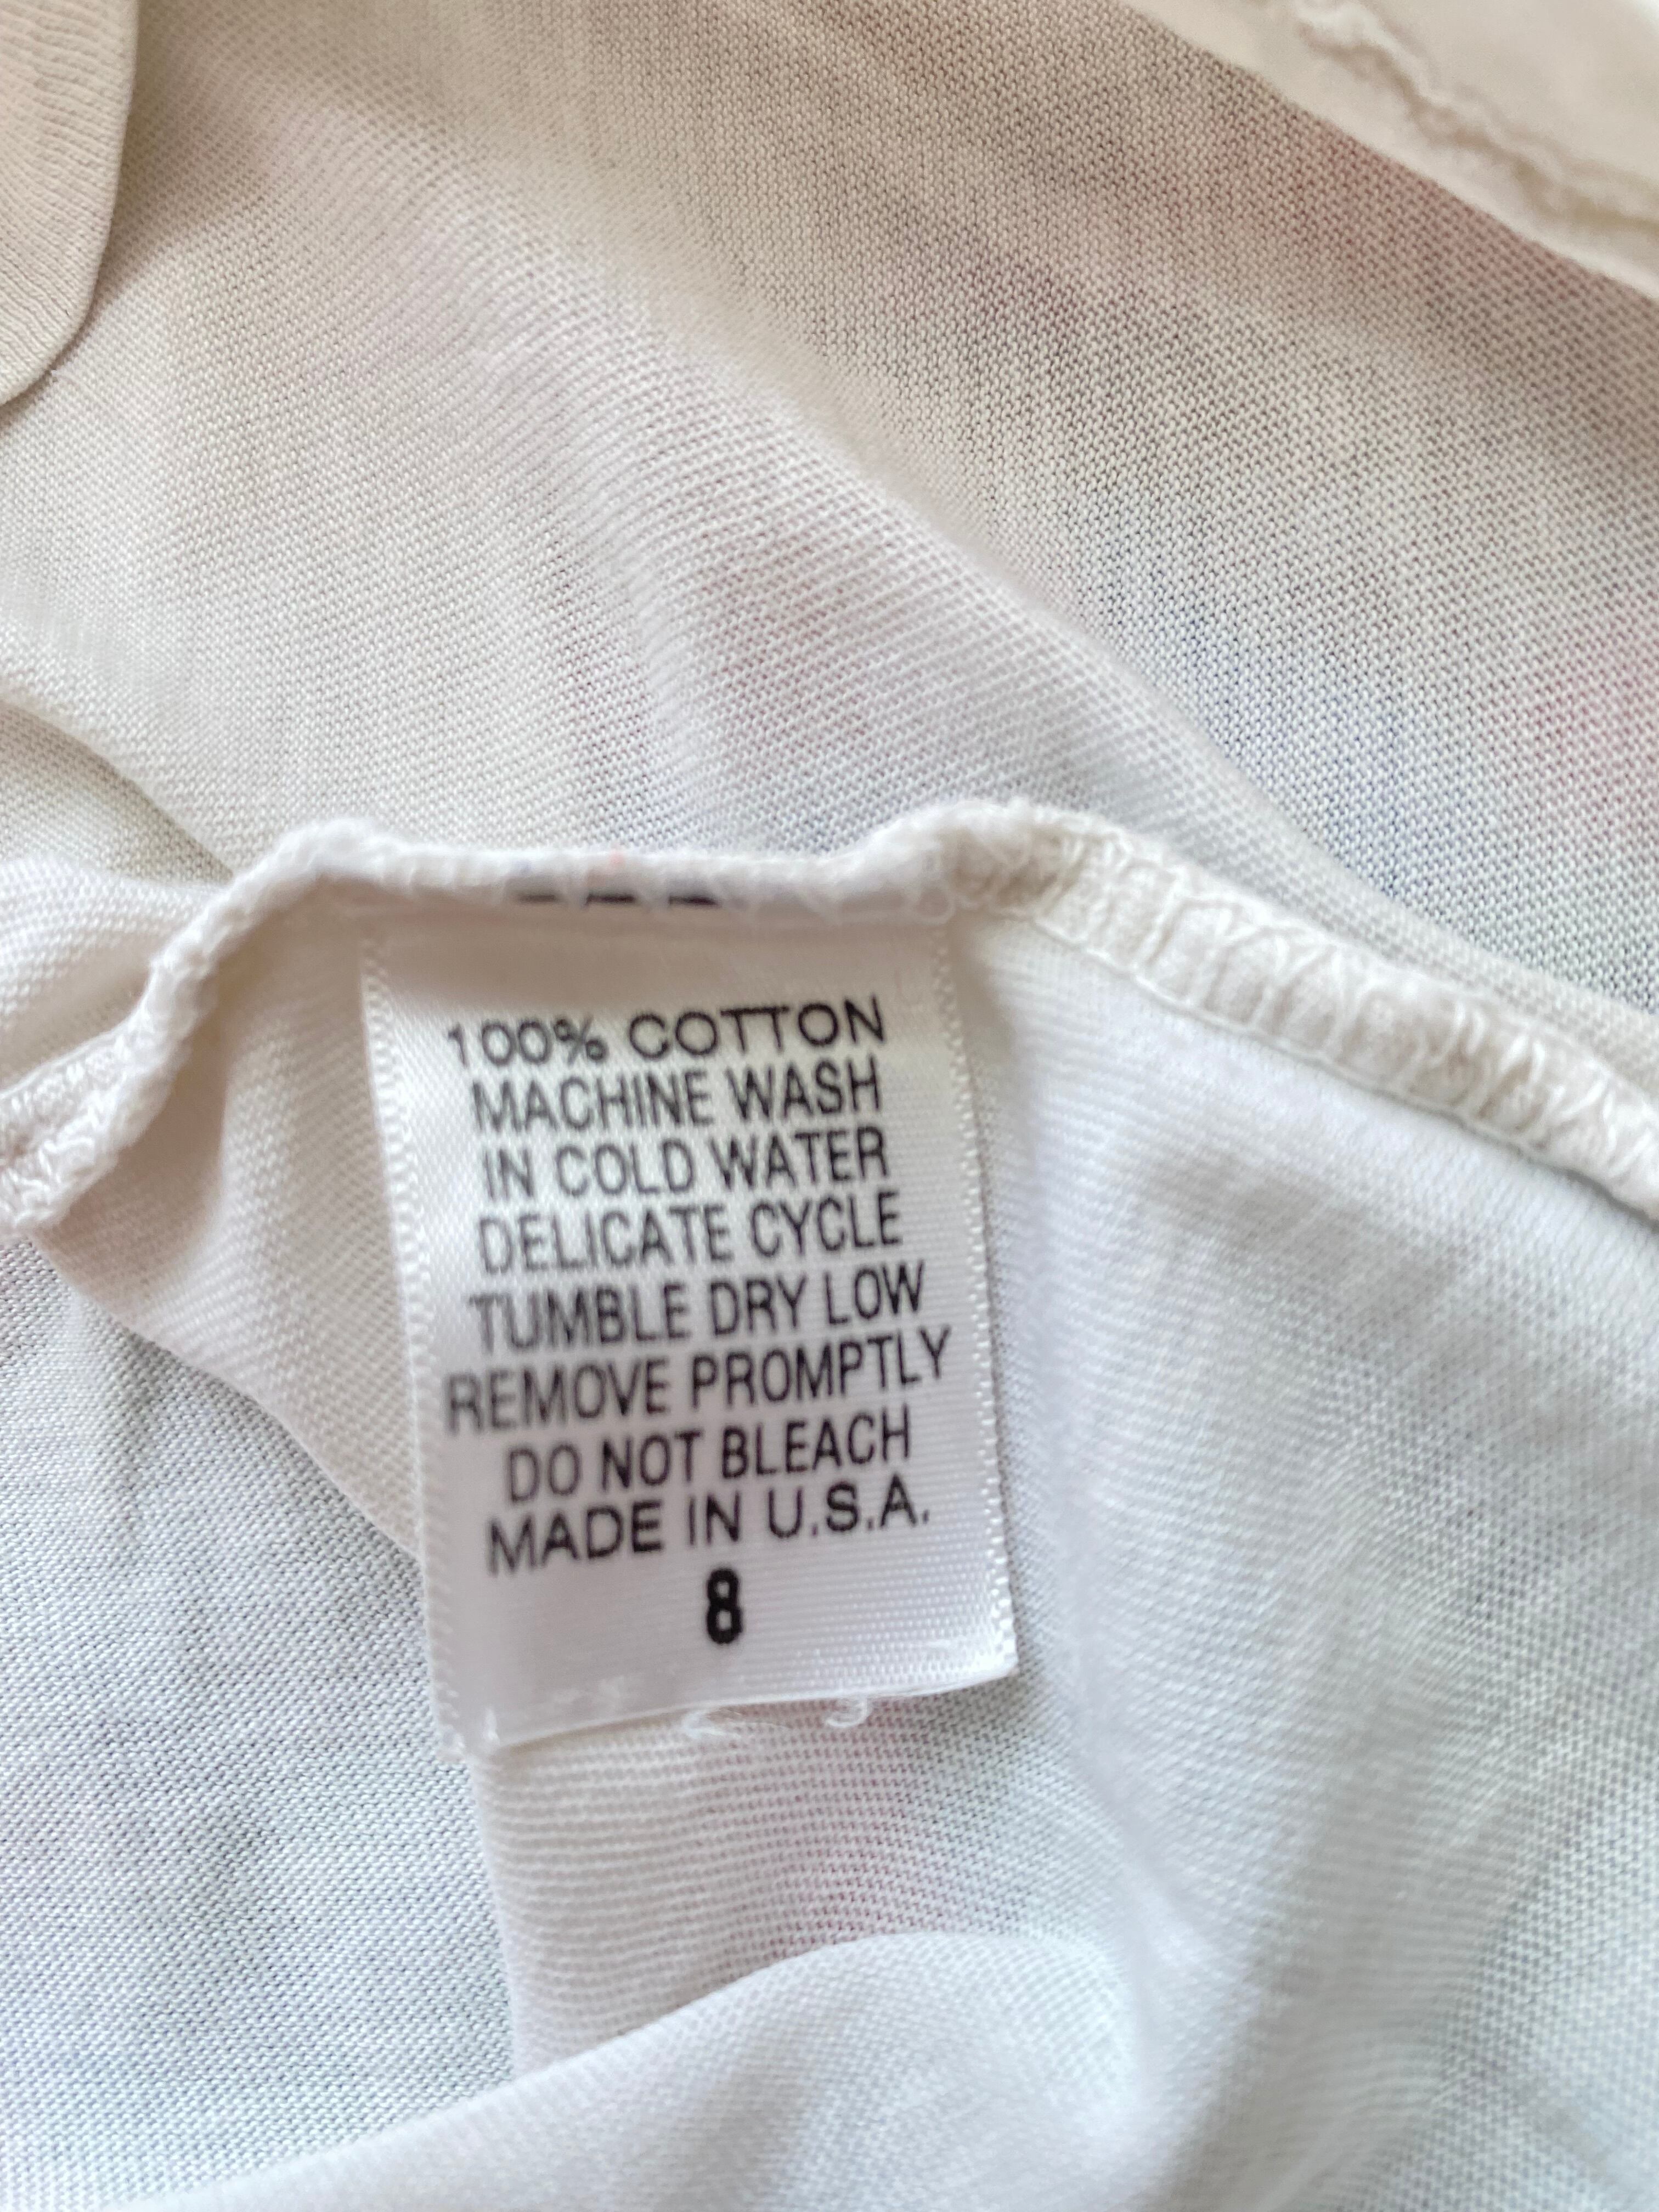 100% COTTON
MACHINE WASH
IN COLD WATER
DELICATE CYCLE
TUMBLE DRY LOW
REMOVE PROMPTLY
DO NOT BLEACH
MADE IN U.S.A.
8